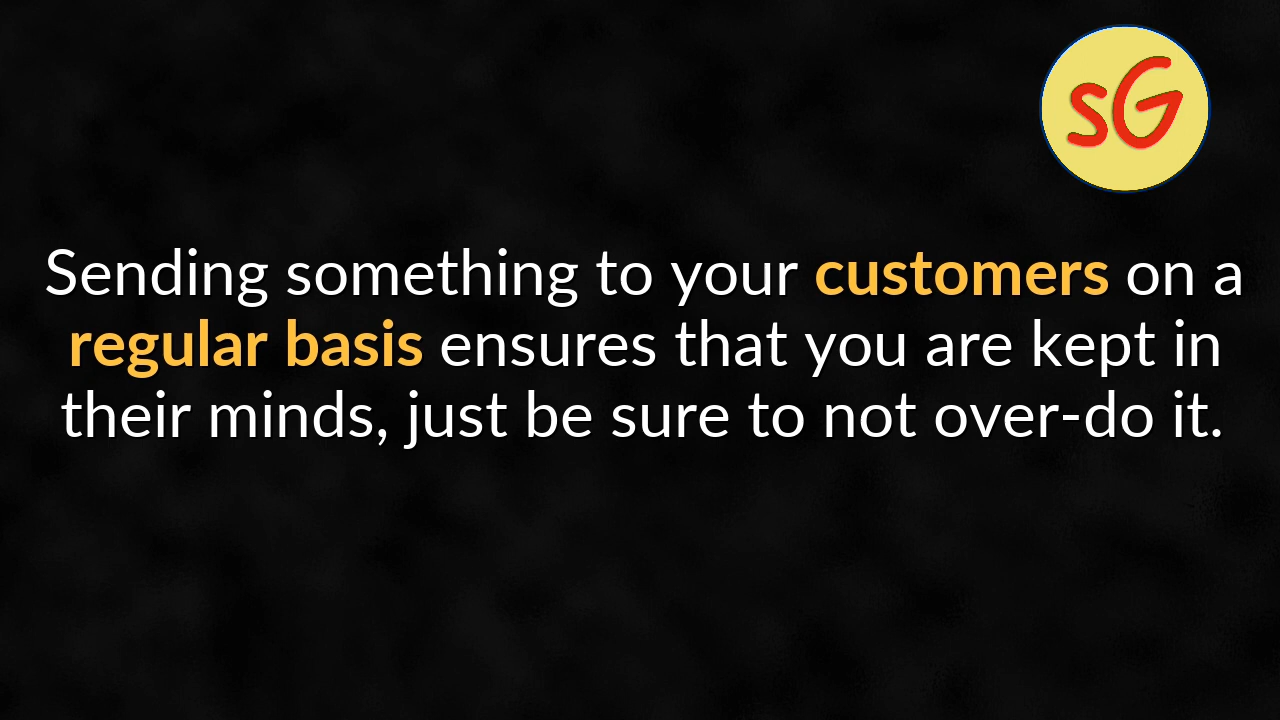 sG
Sending something to your customers on a
regular basis ensures that you are kept in
their minds, just be sure to not over-do it.